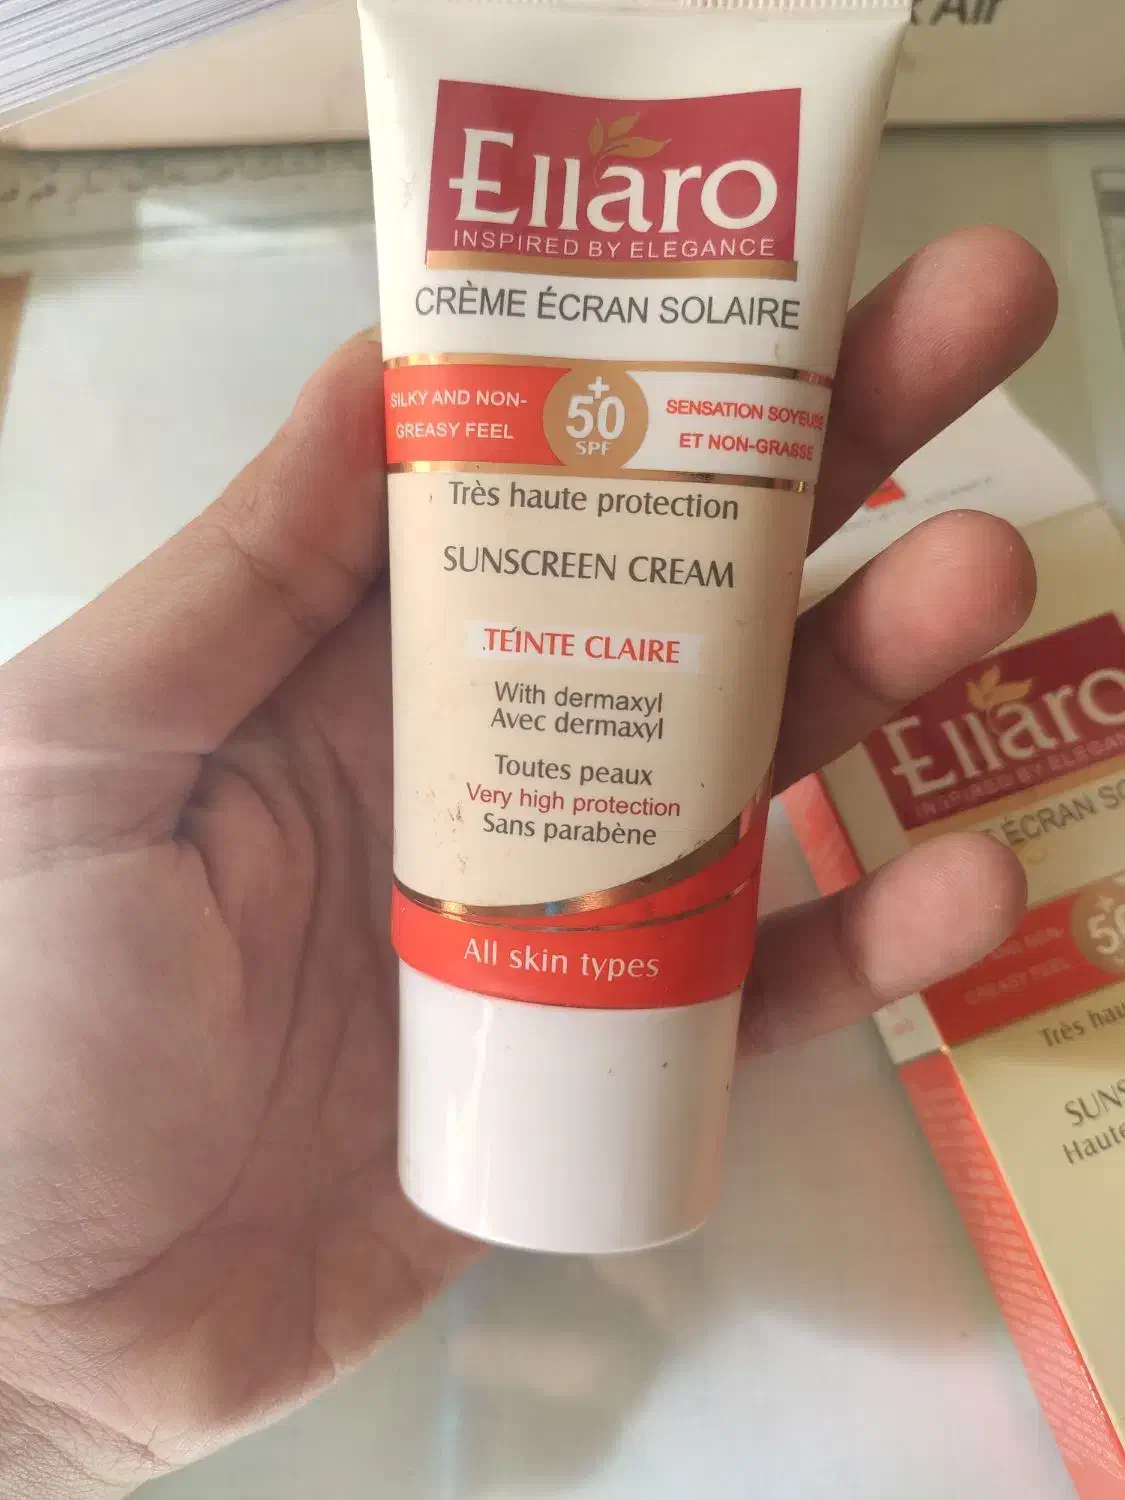 Air
Ellaro
INSPIRED BY ELEGANCE
CRÈME ÉCRAN SOLAIRE
SILKY AND NON-
GREASY FEEL
+
50
SPF
SENSATION SOYEUSE
ET NON-GRASSE
Très haute protection
SUNSCREEN CREAM
TEINTE CLAIRE
With dermaxyl
Avec dermaxyl
Toutes peaux
Very high protection
Sans parabène
All skin types
Ellaro
INSPIRED BY ELEGAN
ÉCRAN SO
GREASY FEEL
+
50
Très hau
SUNS
Haute